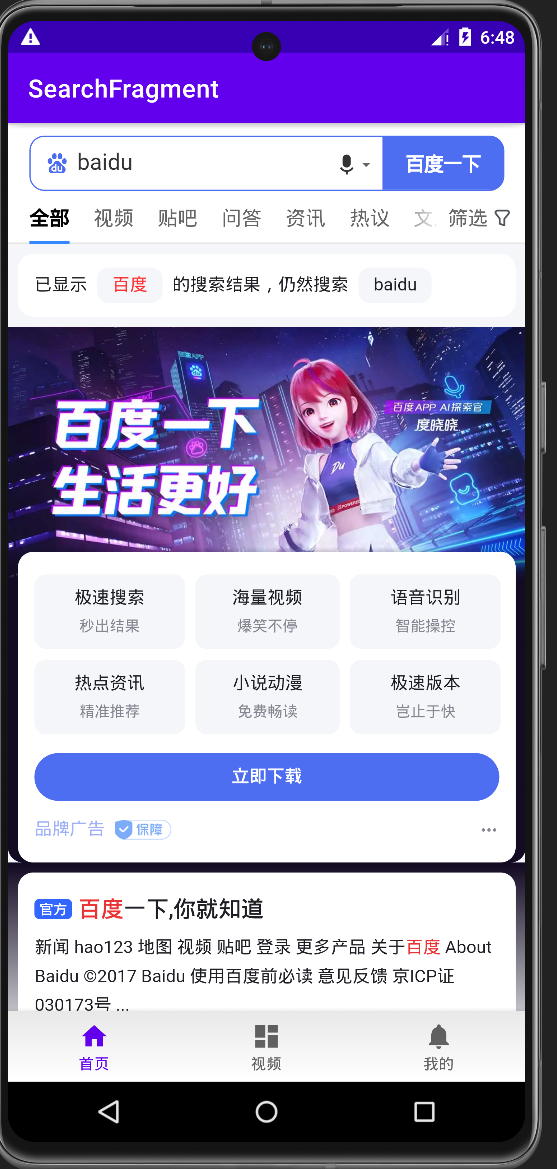 6:48
SearchFragment
du baidu 百度一下
全部 视频 贴吧 问答 资讯 热议 文 筛选
已显示 百度 的搜索结果，仍然搜索 baidu
百度一下
生活更好
百度APP AI探索官
度晓晓
Du
极速搜索 海量视频 语音识别
秒出结果 爆笑不停 智能操控
热点资讯 小说动漫 极速版本
精准推荐 免费畅读 岂止于快
立即下载
品牌广告 保障
官方 百度一下,你就知道
新闻 hao123 地图 视频 贴吧 登录 更多产品 关于百度 About
Baidu ©2017 Baidu 使用百度前必读 意见反馈 京ICP证
030173号 ...
首页 视频 我的